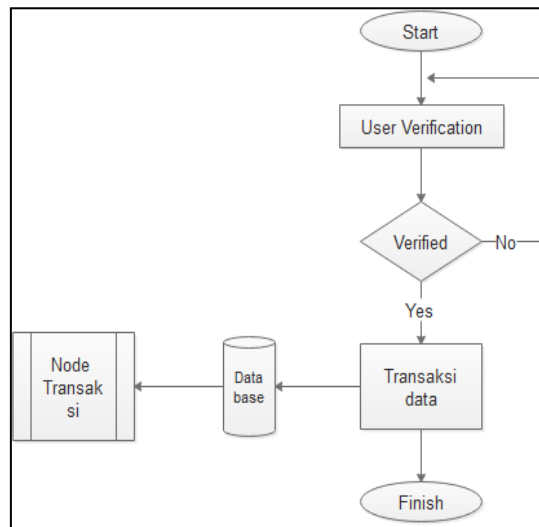 Start
User Verification
Verified
No
Yes
Node
Transak
si
Data
base
Transaksi
data
Finish